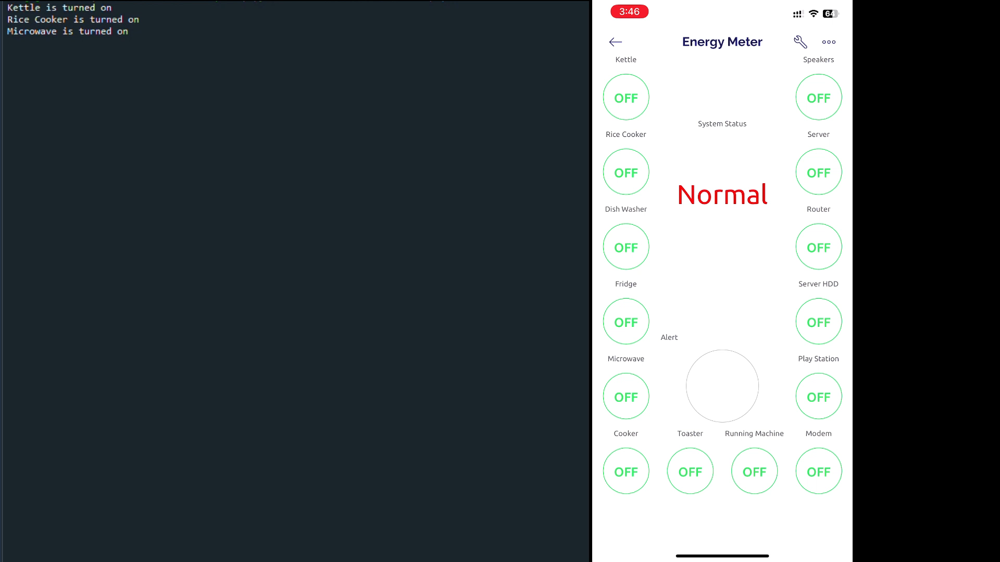 Kettle is turned on
Rice Cooker is turned on
Microwave is turned on
3:46
64
Energy Meter
Kettle
Speakers
OFF
OFF
System Status
Rice Cooker
Server
OFF
OFF
Normal
Dish Washer
Router
OFF
OFF
Fridge
Server HDD
OFF
OFF
Alert
Microwave
Play Station
OFF
OFF
Cooker
Toaster
Running Machine
Modem
OFF
OFF
OFF
OFF